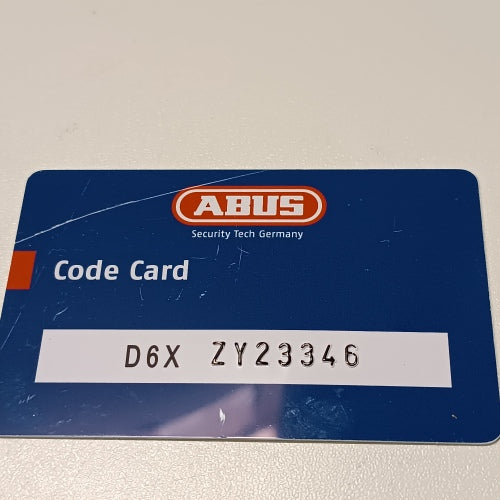 ABUS
Security Tech Germany
Code Card
D6X ZY23346